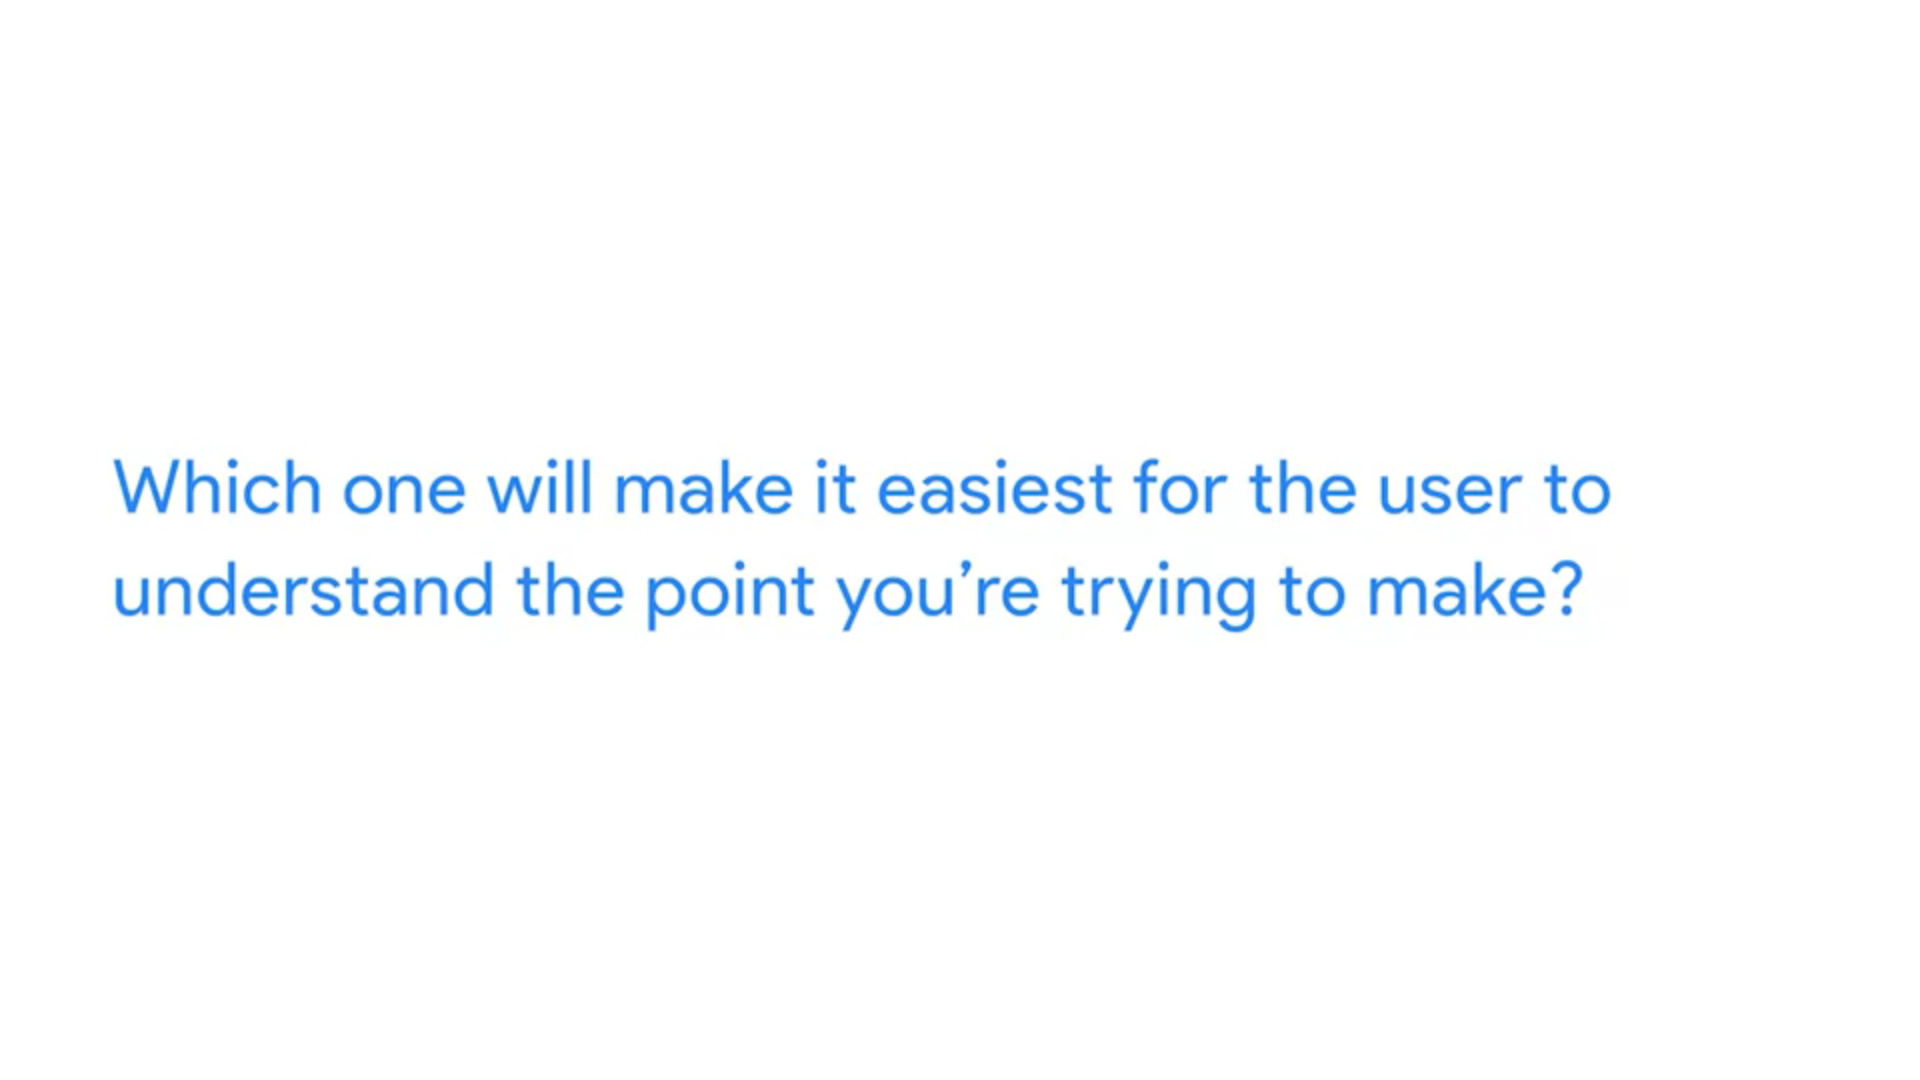 Which one will make it easiest for the user to
understand the point you’re trying to make?